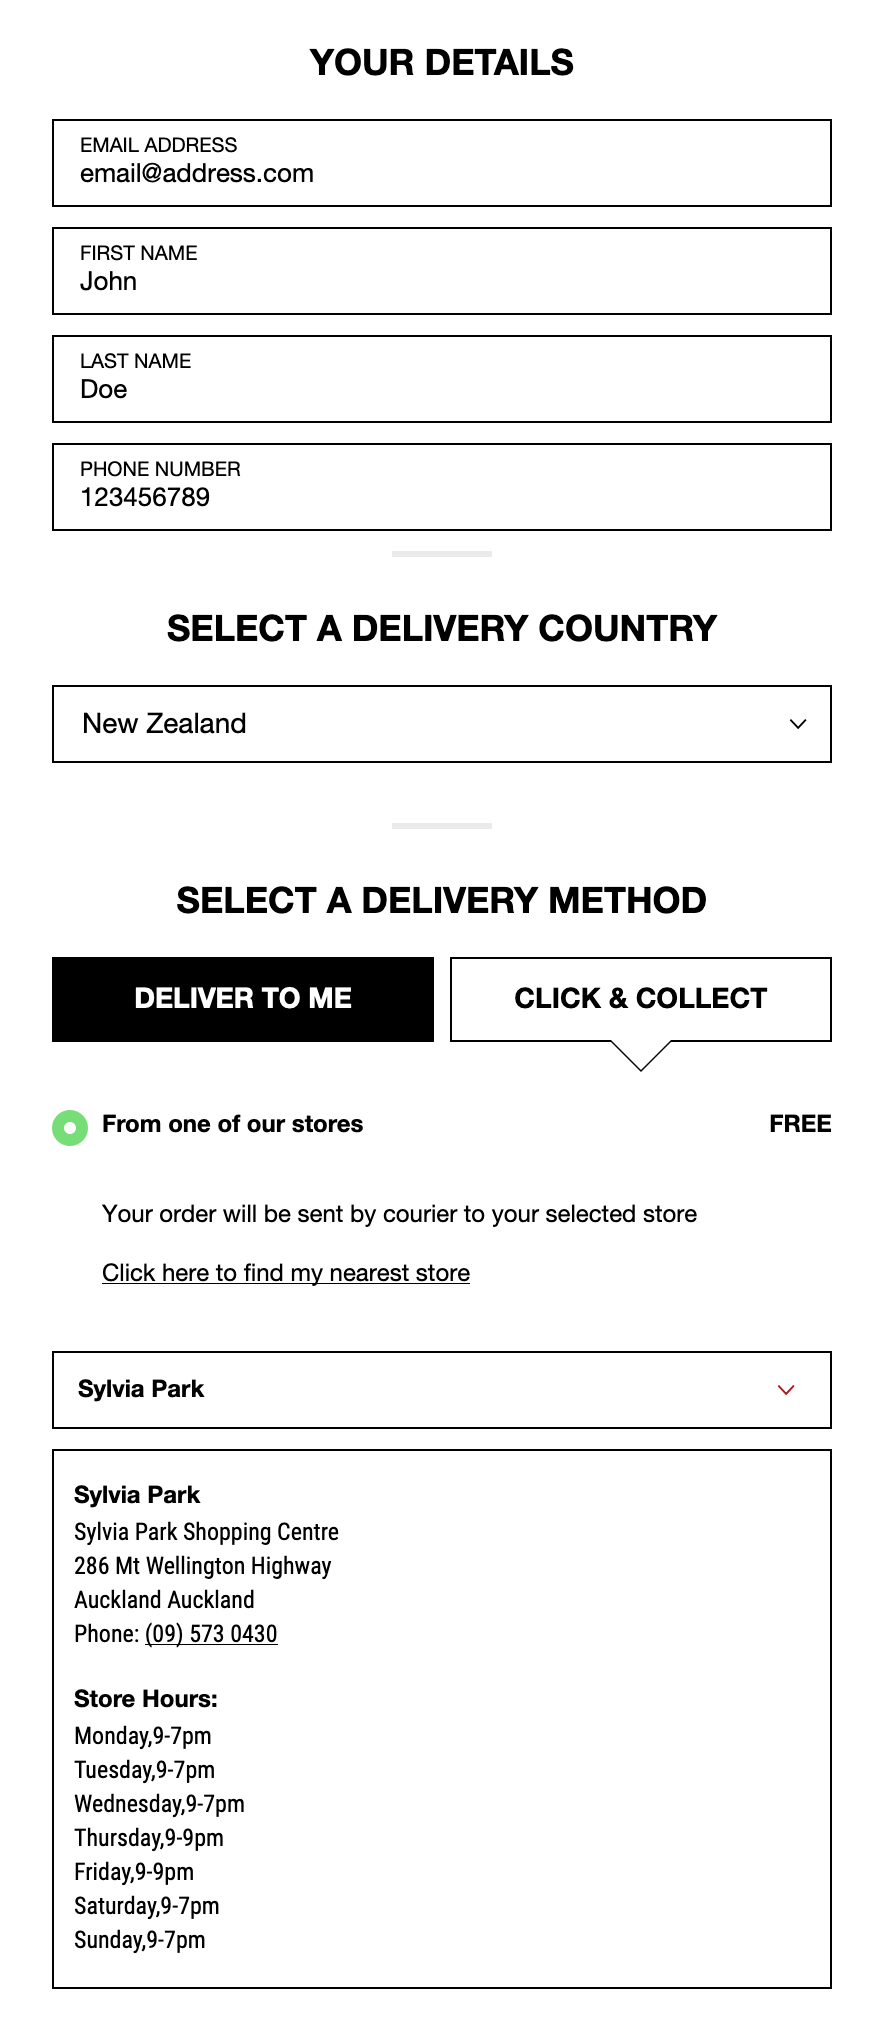 YOUR DETAILS
EMAIL ADDRESS
email@address.com
FIRST NAME
John
LAST NAME
Doe
PHONE NUMBER
123456789
SELECT A DELIVERY COUNTRY
New Zealand
SELECT A DELIVERY METHOD
DELIVER TO ME
CLICK & COLLECT
From one of our stores FREE
Your order will be sent by courier to your selected store
Click here to find my nearest store
Sylvia Park
Sylvia Park
Sylvia Park Shopping Centre
286 Mt Wellington Highway
Auckland Auckland
Phone: (09) 573 0430
Store Hours:
Monday,9-7pm
Tuesday,9-7pm
Wednesday,9-7pm
Thursday,9-9pm
Friday,9-9pm
Saturday,9-7pm
Sunday,9-7pm